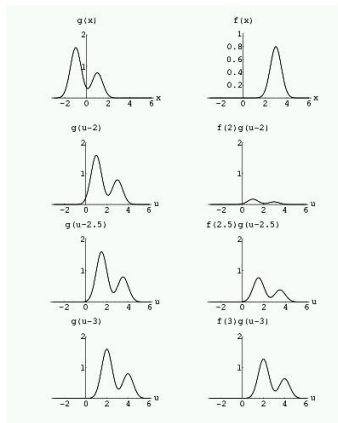 g(x)
f(x)
2
1
-2 0 2 4 6 x
1
0.8
0.6
0.4
0.2
-2 0 2 4 6 x
g(u-2)
f(2)g(u-2)
2
1
-2 0 2 4 6 u
2
1
-2 0 2 4 6 u
g(u-2.5)
f(2.5)g(u-2.5)
2
1
-2 0 2 4 6 u
2
1
-2 0 2 4 6 u
g(u-3)
f(3)g(u-3)
2
1
-2 0 2 4 6 u
2
1
-2 0 2 4 6 u